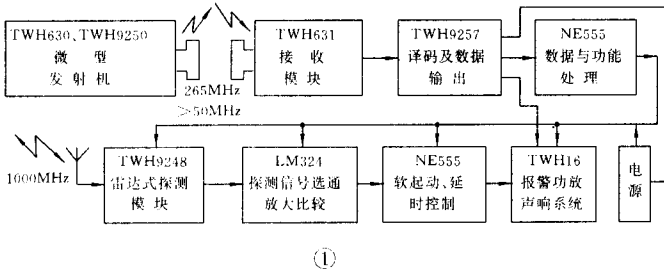 TWH630、TWH9250
微型
发射机
265MHz
>50MHz
TWH631
接收
模块
TWH9257
译码及数据
输出
NE555
数据与功能
处理
1000MHz
TWH9248
雷达式探测
模块
LM324
探测信号选通
放大比较
NE555
软起动、延
时控制
TWH16
报警功放
声响系统
电
源
①